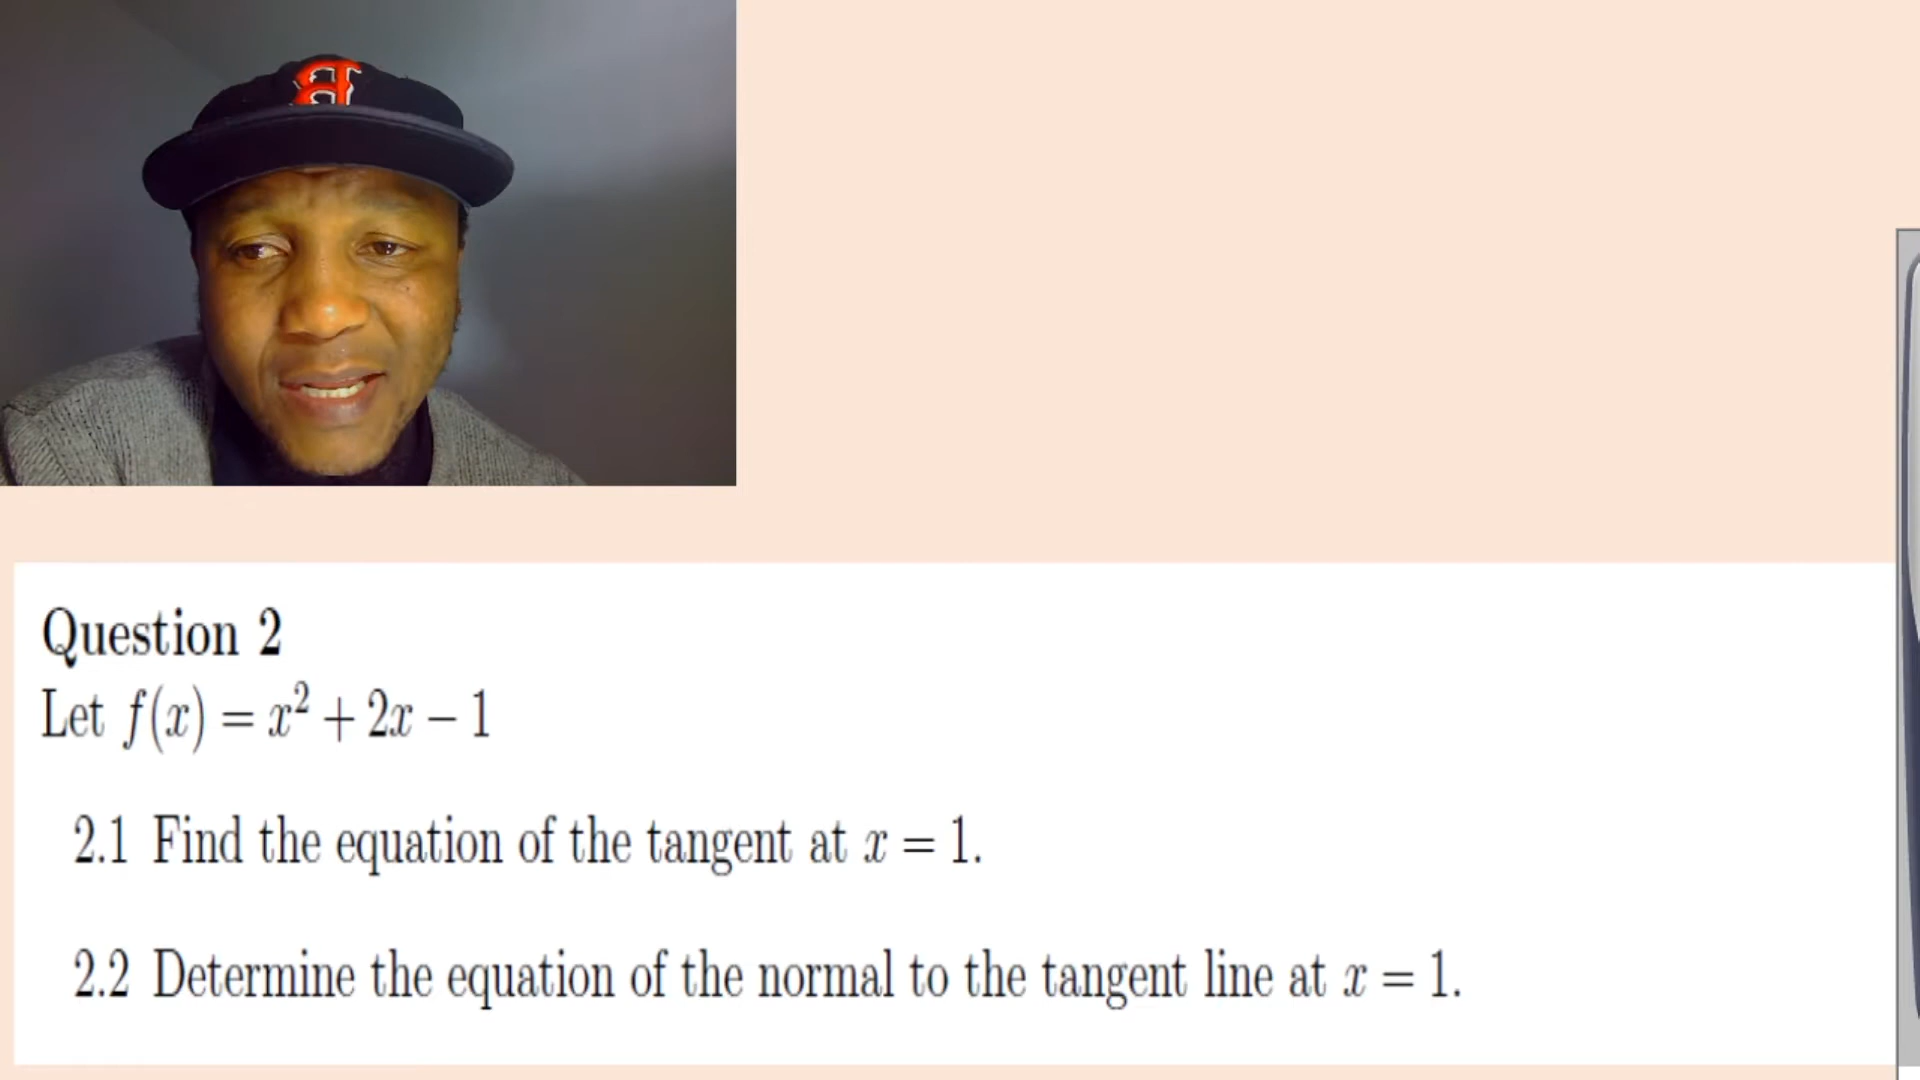 B
Question 2
Let f(x) = x² + 2x − 1
2.1 Find the equation of the tangent at x = 1.
2.2 Determine the equation of the normal to the tangent line at x = 1.